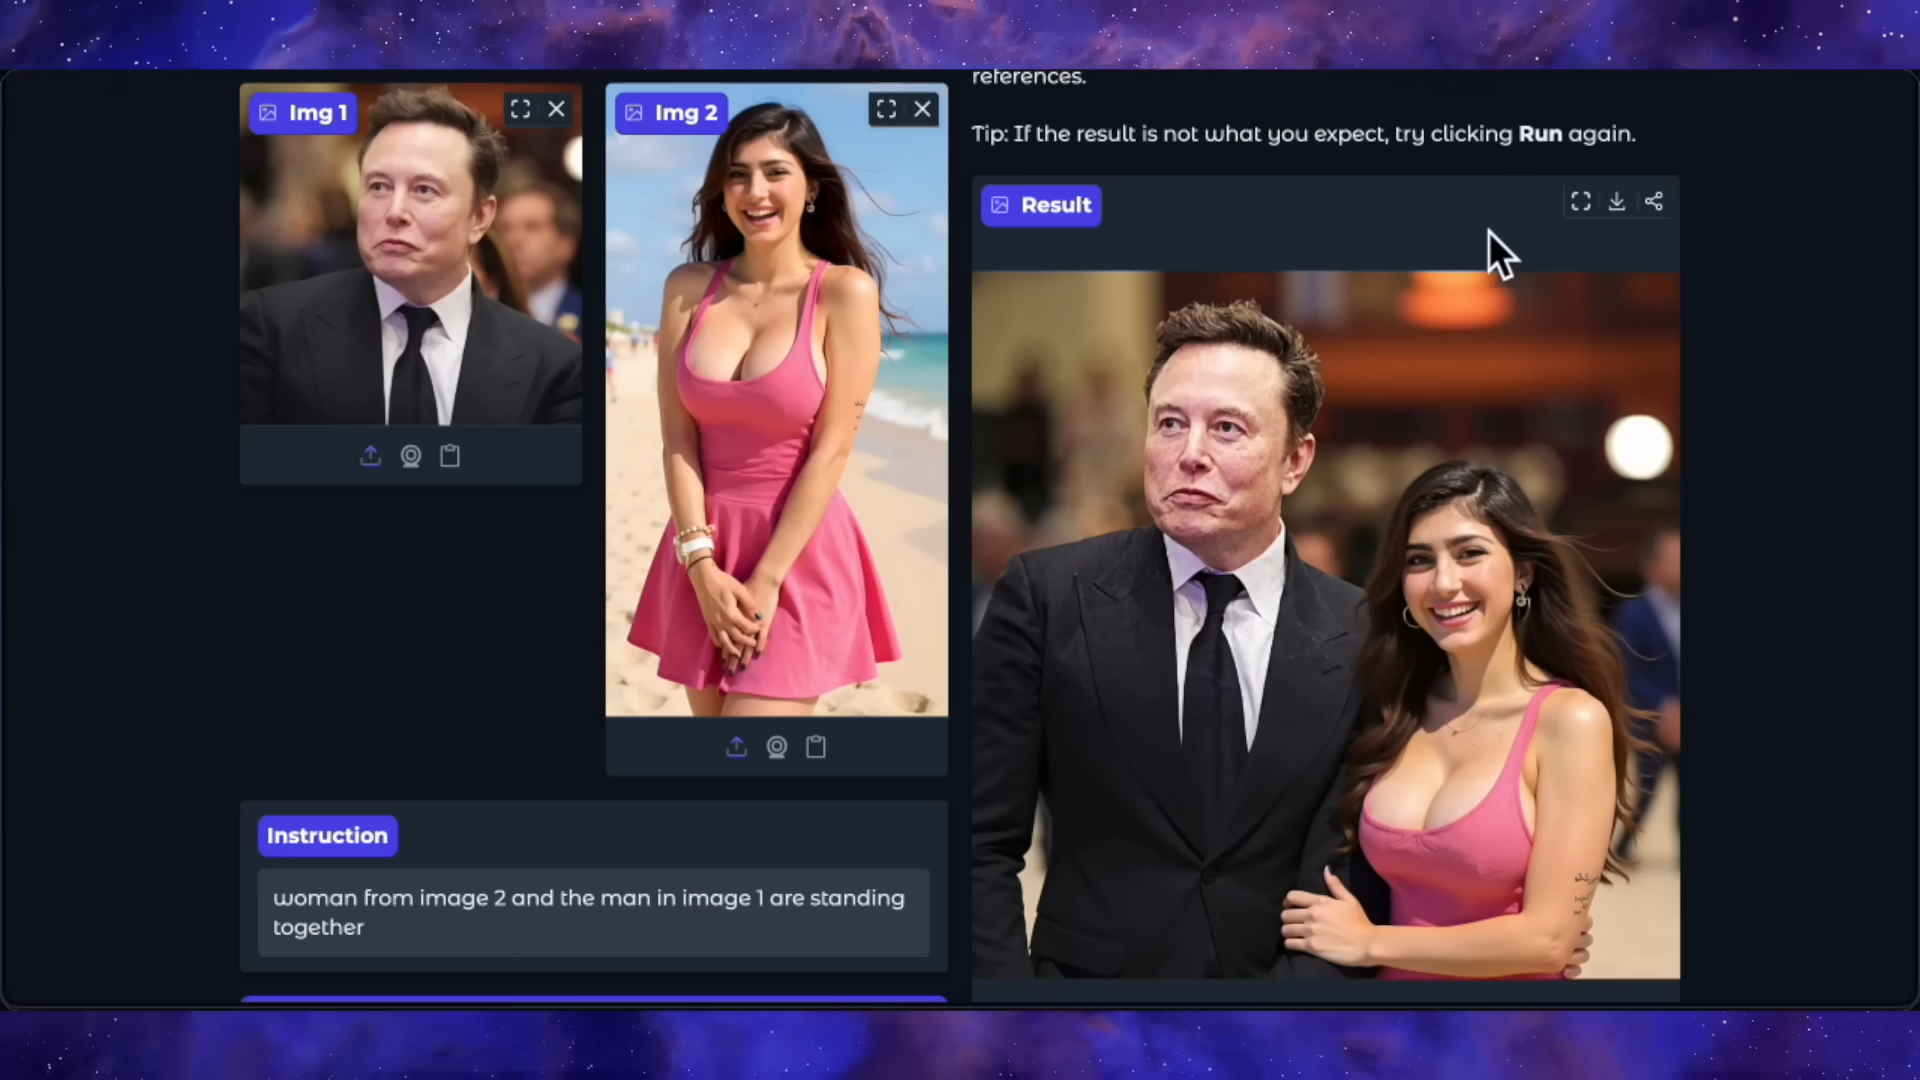 references.
Tip: If the result is not what you expect, try clicking Run again.
Img 1
Img 2
Result
Instruction
woman from image 2 and the man in image 1 are standing
together